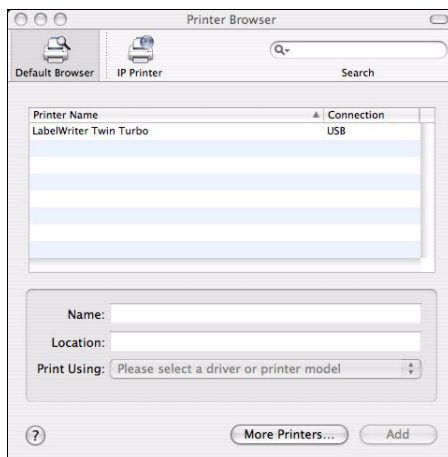 Printer Browser
Default Browser
IP Printer
Search
Printer Name Connection
LabelWriter Twin Turbo USB
Name:
Location:
Print Using: Please select a driver or printer model
? More Printers... Add